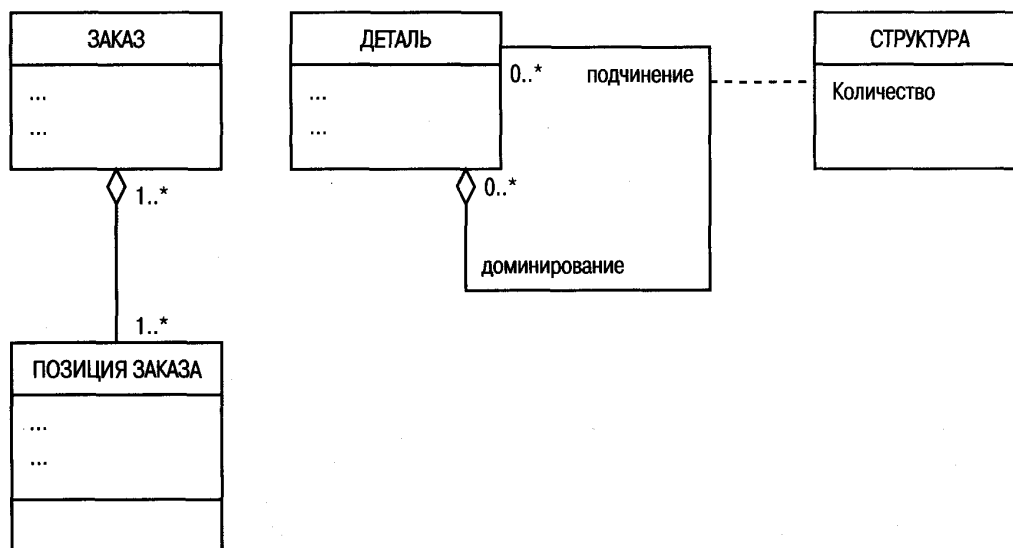 ЗАКАЗ
...
...
1..*
1..*
ПОЗИЦИЯ ЗАКАЗА
...
...
ДЕТАЛЬ
...
...
0..*
подчинение
0..*
доминирование
СТРУКТУРА
Количество